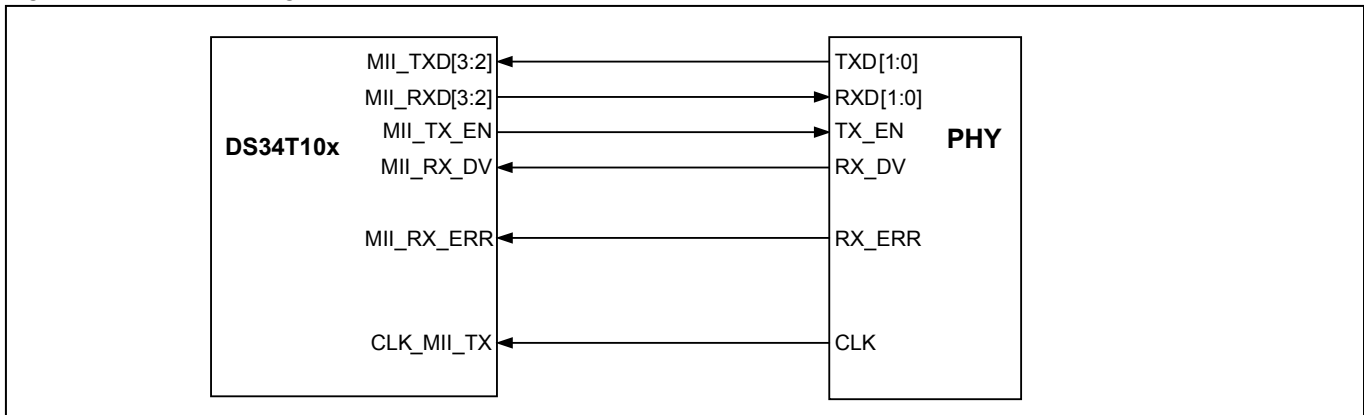 MII_TXD[3:2]
TXD[1:0]
MII_RXD[3:2]
RXD[1:0]
MII_TX_EN
TX_EN
DS34T10x
PHY
MII_RX_DV
RX_DV
MII_RX_ERR
RX_ERR
CLK_MII_TX
CLK